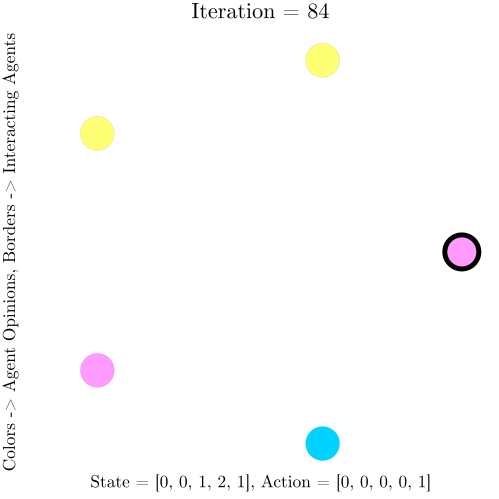 Iteration = 84
Colors -> Agent Opinions, Borders -> Interacting Agents
State = [0, 0, 1, 2, 1], Action = [0, 0, 0, 0, 1]